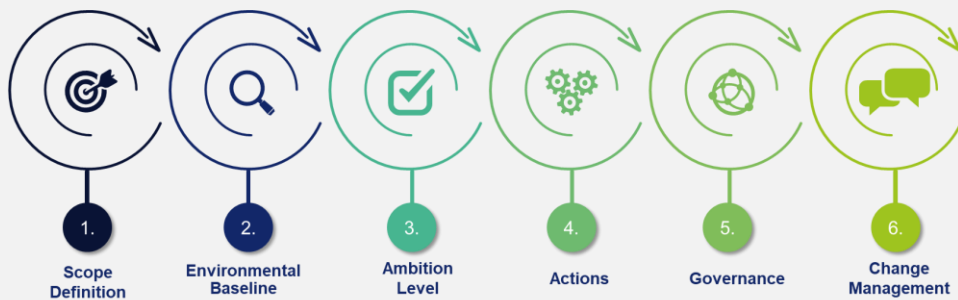 1.
2.
3.
4.
5.
6.
Scope
Definition
Environmental
Baseline
Ambition
Level
Actions
Governance
Change
Management